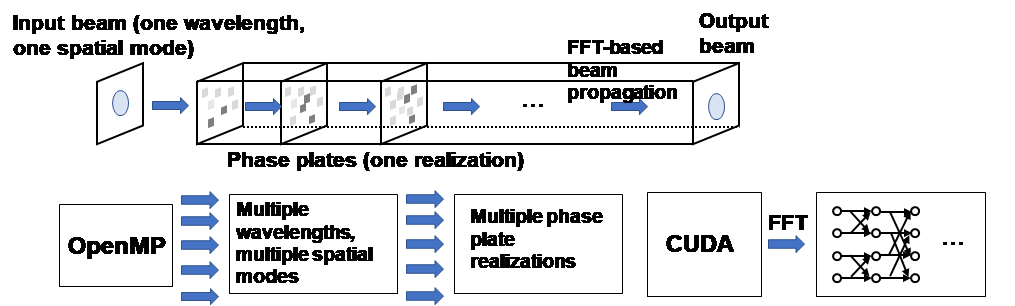 Input beam (one wavelength,
one spatial mode)
FFT-based
beam
propagation
Output
beam
...
Phase plates (one realization)
OpenMP
Multiple
wavelengths,
multiple spatial
modes
Multiple phase
plate
realizations
CUDA
FFT
...